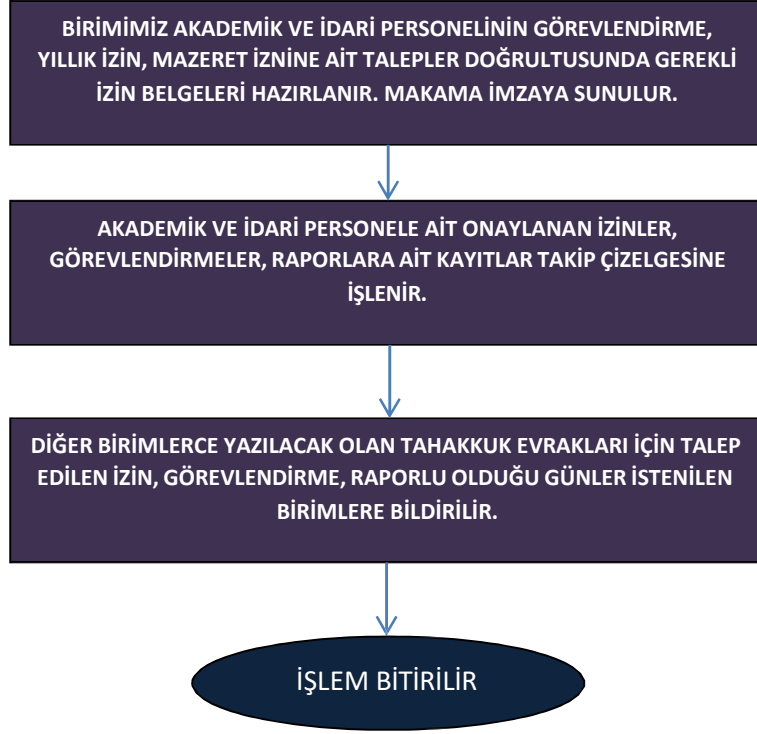 BİRİMİMİZ AKADEMİK VE İDARİ PERSONELİNİN GÖREVLENDİRME,
YILLIK İZİN, MAZERET İZNİNE AİT TALEPLER DOĞRULTUSUNDA GEREKLİ
İZİN BELGELERİ HAZIRLANIR. MAKAMA İMZAYA SUNULUR.
AKADEMİK VE İDARİ PERSONELE AİT ONAYLANAN İZİNLER,
GÖREVLENDİRMELER, RAPORLARA AİT KAYITLAR TAKİP ÇİZELGESİNE
İŞLENİR.
DİĞER BİRİMLERCE YAZILACAK OLAN TAHAKKUK EVRAKLARI İÇİN TALEP
EDİLEN İZİN, GÖREVLENDİRME, RAPORLU OLDUĞU GÜNLER İSTENİLEN
BİRİMLERE BİLDİRİLİR.
İŞLEM BİTİRİLİR